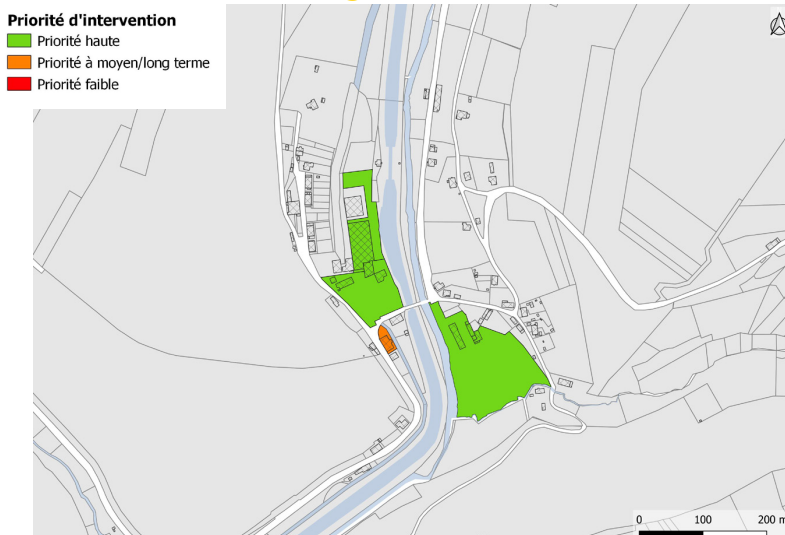 Priorité d'intervention
Priorité haute
Priorité à moyen/long terme
Priorité faible
0 100 200 m